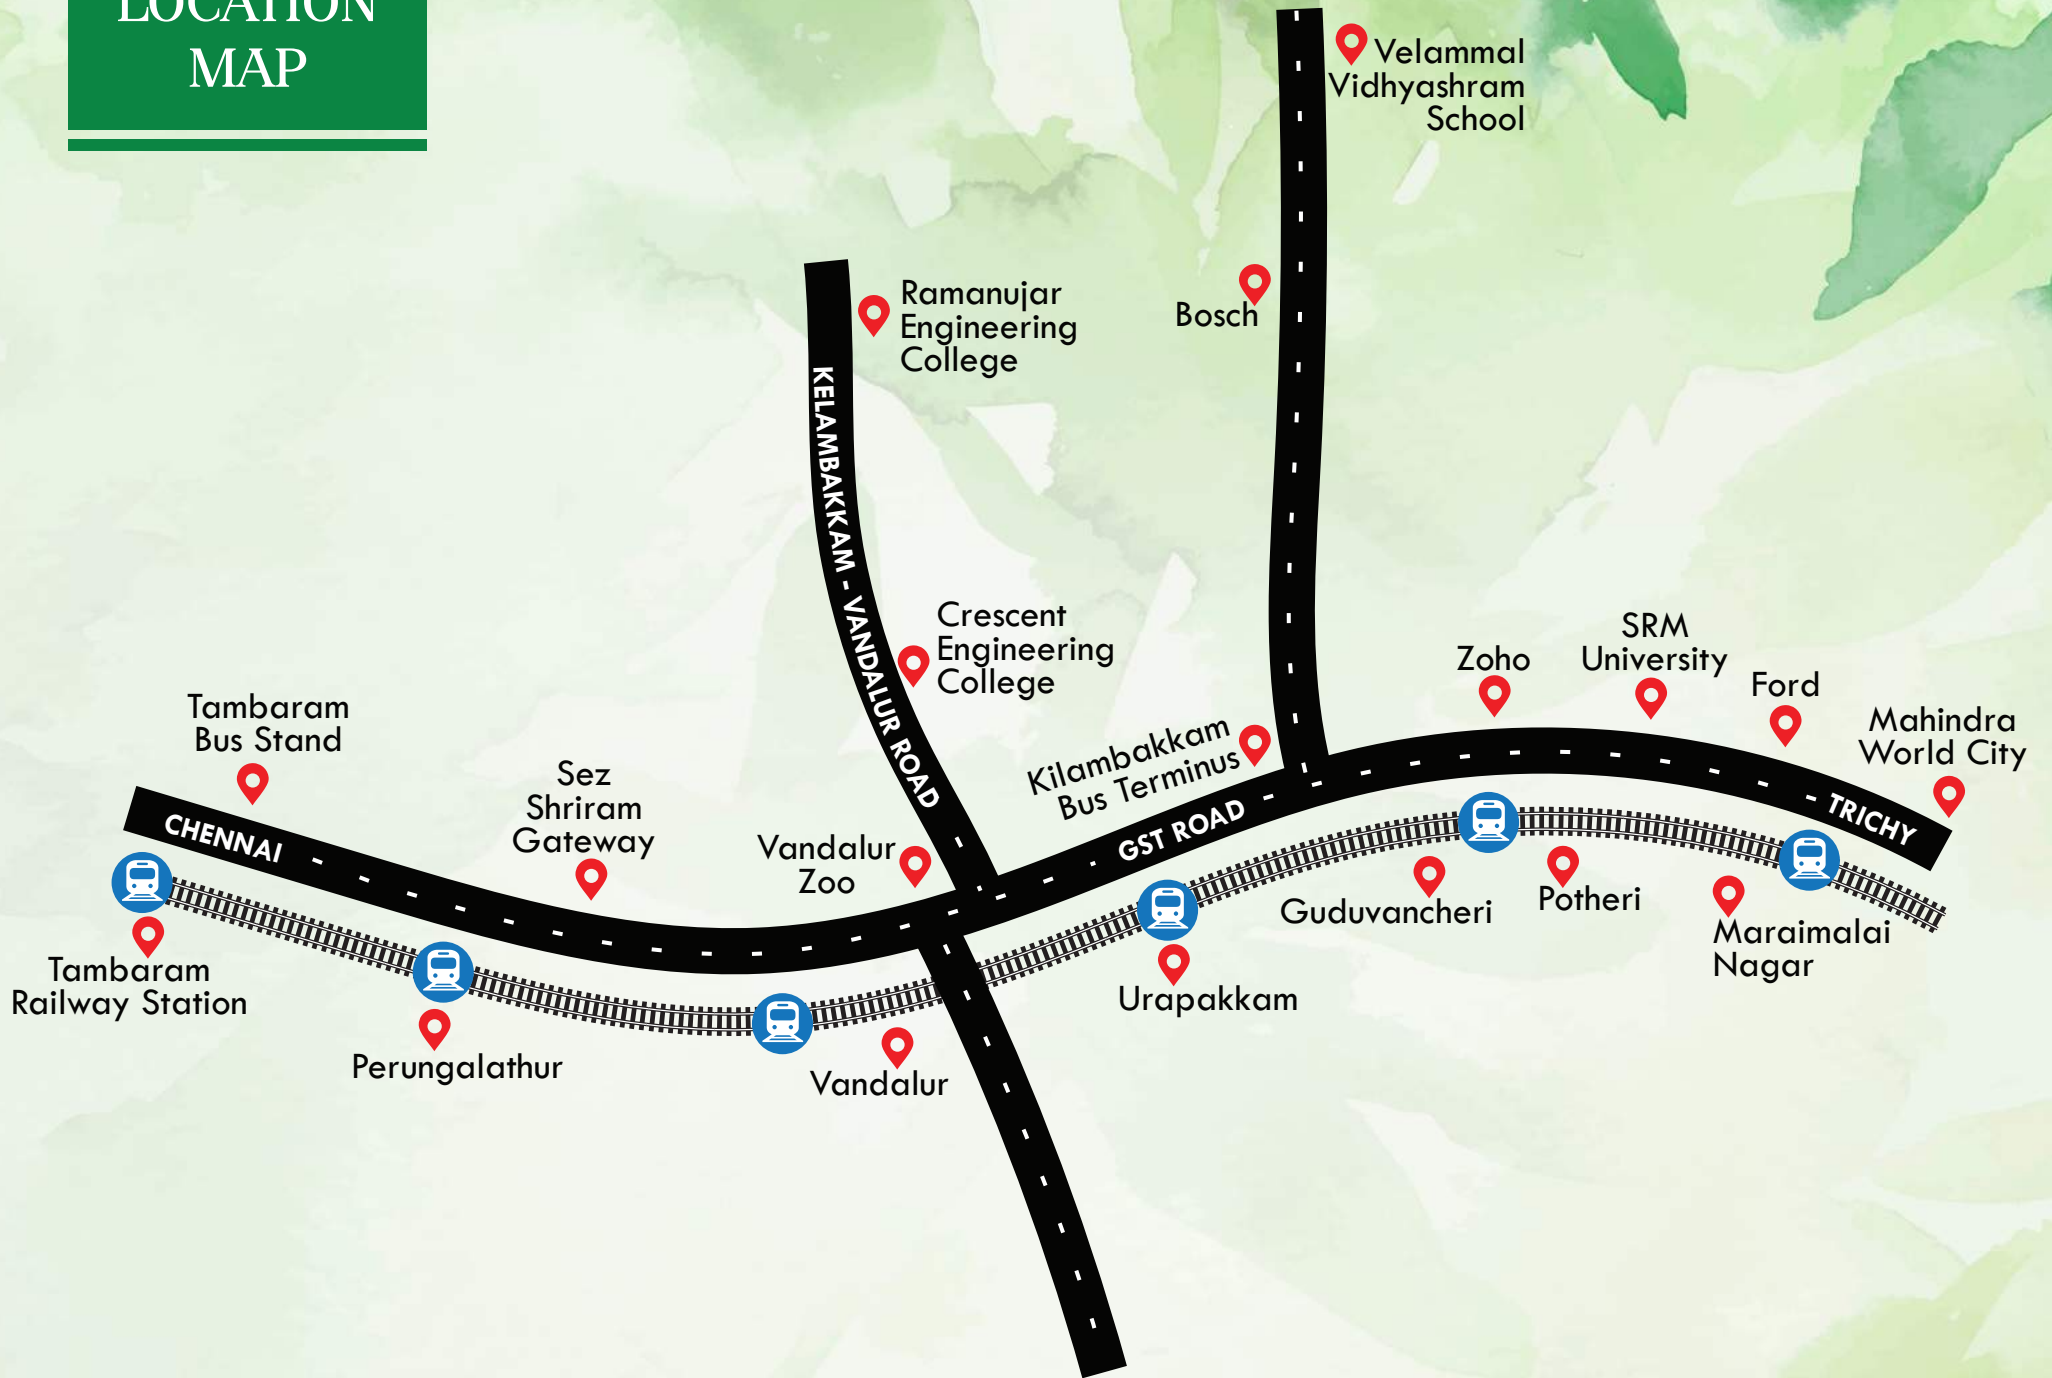 LOCATION
MAP
Velammal
Vidhyashram
School
Ramanujar
Engineering
College
Bosch
KELAMBAKKAM - VANDALUR ROAD
Crescent
Engineering
College
Zoho
SRM
University
Ford
Mahindra
World City
Tambaram
Bus Stand
Sez
Shriram
Gateway
Vandalur
Zoo
Kilambakkam
Bus Terminus
CHENNAI
GST ROAD
TRICHY
Tambaram
Railway Station
Perungalathur
Vandalur
Urapakkam
Guduvancheri
Potheri
Maraimalai
Nagar